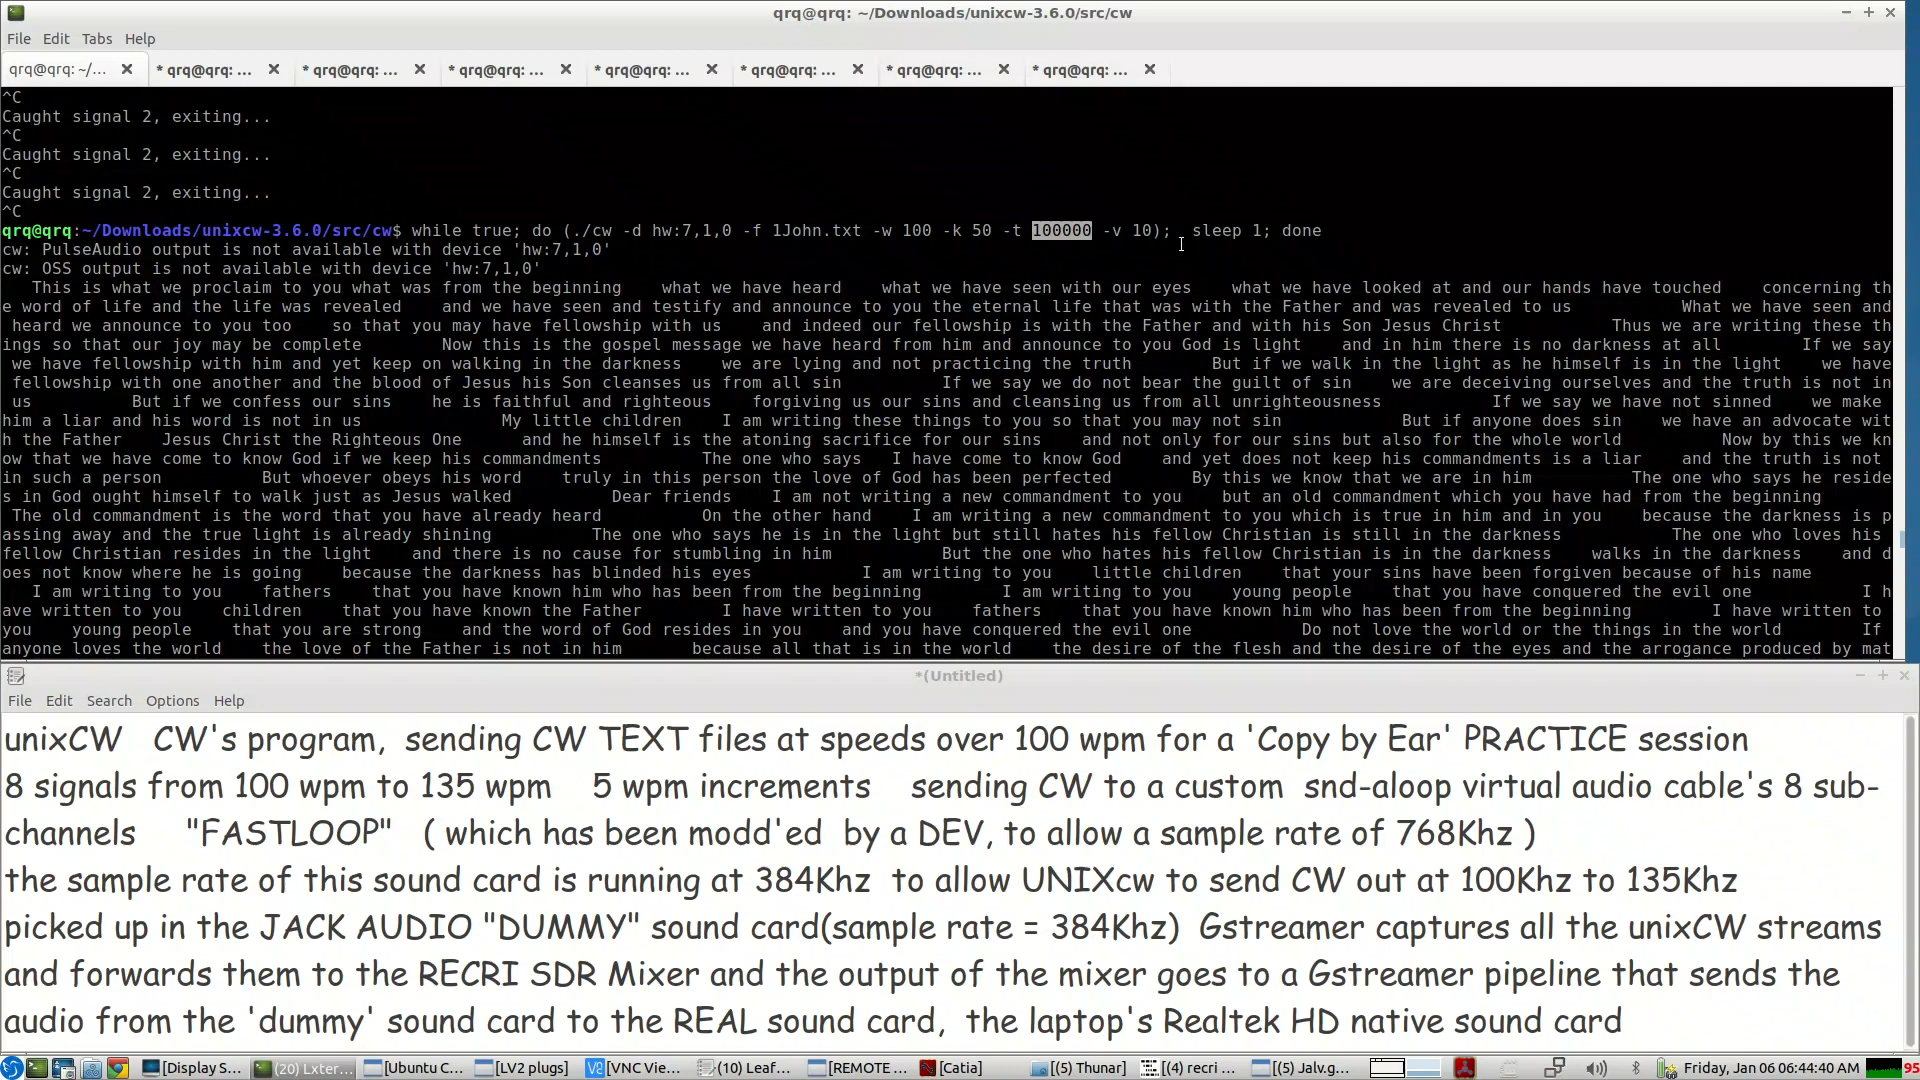 qrq@qrq: ~/Downloads/unixcw-3.6.0/src/cw
File Edit Tabs Help
qrq@qrq: ~/... * qrq@qrq: ... * qrq@qrq: ... * qrq@qrq: ... * qrq@qrq: ... * qrq@qrq: ... * qrq@qrq: ... * qrq@qrq: ...
^C
Caught signal 2, exiting...
^C
Caught signal 2, exiting...
^C
Caught signal 2, exiting...
^C
qrq@qrq:~/Downloads/unixcw-3.6.0/src/cw$ while true; do (./cw -d hw:7,1,0 -f 1John.txt -w 100 -k 50 -t 100000 -v 10);  sleep 1; done
cw: PulseAudio output is not available with device 'hw:7,1,0'
cw: OSS output is not available with device 'hw:7,1,0'
This is what we proclaim to you what was from the beginning    what we have heard    what we have seen with our eyes    what we have looked at and our hands have touched    concerning th
e word of life and the life was revealed    and we have seen and testify and announce to you the eternal life that was with the Father and was revealed to us           What we have seen and
heard we announce to you too    so that you may have fellowship with us    and indeed our fellowship is with the Father and with his Son Jesus Christ           Thus we are writing these th
ings so that our joy may be complete        Now this is the gospel message we have heard from him and announce to you God is light    and in him there is no darkness at all        If we say
we have fellowship with him and yet keep on walking in the darkness    we are lying and not practicing the truth        But if we walk in the light as he himself is in the light    we have
fellowship with one another and the blood of Jesus his Son cleanses us from all sin          If we say we do not bear the guilt of sin    we are deceiving ourselves and the truth is not in
us          But if we confess our sins    he is faithful and righteous    forgiving us our sins and cleansing us from all unrighteousness           If we say we have not sinned    we make
him a liar and his word is not in us              My little children    I am writing these things to you so that you may not sin            But if anyone does sin    we have an advocate wit
h the Father    Jesus Christ the Righteous One      and he himself is the atoning sacrifice for our sins    and not only for our sins but also for the whole world          Now by this we kn
ow that we have come to know God if we keep his commandments          The one who says   I have come to know God    and yet does not keep his commandments is a liar    and the truth is not
in such a person          But whoever obeys his word    truly in this person the love of God has been perfected        By this we know that we are in him          The one who says he reside
s in God ought himself to walk just as Jesus walked          Dear friends    I am not writing a new commandment to you    but an old commandment which you have had from the beginning
The old commandment is the word that you have already heard          On the other hand    I am writing a new commandment to you which is true in him and in you    because the darkness is p
assing away and the true light is already shining          The one who says he is in the light but still hates his fellow Christian is still in the darkness          The one who loves his
fellow Christian resides in the light    and there is no cause for stumbling in him           But the one who hates his fellow Christian is in the darkness    walks in the darkness    and d
oes not know where he is going    because the darkness has blinded his eyes           I am writing to you    little children    that your sins have been forgiven because of his name
I am writing to you    fathers    that you have known him who has been from the beginning        I am writing to you    young people    that you have conquered the evil one           I h
ave written to you    children    that you have known the Father        I have written to you    fathers    that you have known him who has been from the beginning        I have written to
you    young people    that you are strong    and the word of God resides in you    and you have conquered the evil one           Do not love the world or the things in the world        If
anyone loves the world    the love of the Father is not in him       because all that is in the world    the desire of the flesh and the desire of the eyes and the arrogance produced by mat
*(Untitled)
File Edit Search Options Help
unixCW   CW's program,  sending CW TEXT files at speeds over 100 wpm for a 'Copy by Ear' PRACTICE session
8 signals from 100 wpm to 135 wpm    5 wpm increments    sending CW to a custom  snd-aloop virtual audio cable's 8 sub-
channels     "FASTLOOP"   ( which has been modd'ed  by a DEV, to allow a sample rate of 768Khz )
the sample rate of this sound card is running at 384Khz  to allow UNIXcw to send CW out at 100Khz to 135Khz
picked up in the JACK AUDIO "DUMMY" sound card(sample rate = 384Khz)  Gstreamer captures all the unixCW streams
and forwards them to the RECRI SDR Mixer and the output of the mixer goes to a Gstreamer pipeline that sends the
audio from the 'dummy' sound card to the REAL sound card,  the laptop's Realtek HD native sound card
[Display S... (20) Lxter... [Ubuntu C... [LV2 plugs] [VNC Vie... (10) Leaf... [REMOTE ... [Catia] [(5) Thunar] [(4) recri ... [(5) Jalv.g... Friday, Jan 06 06:44:40 AM 95